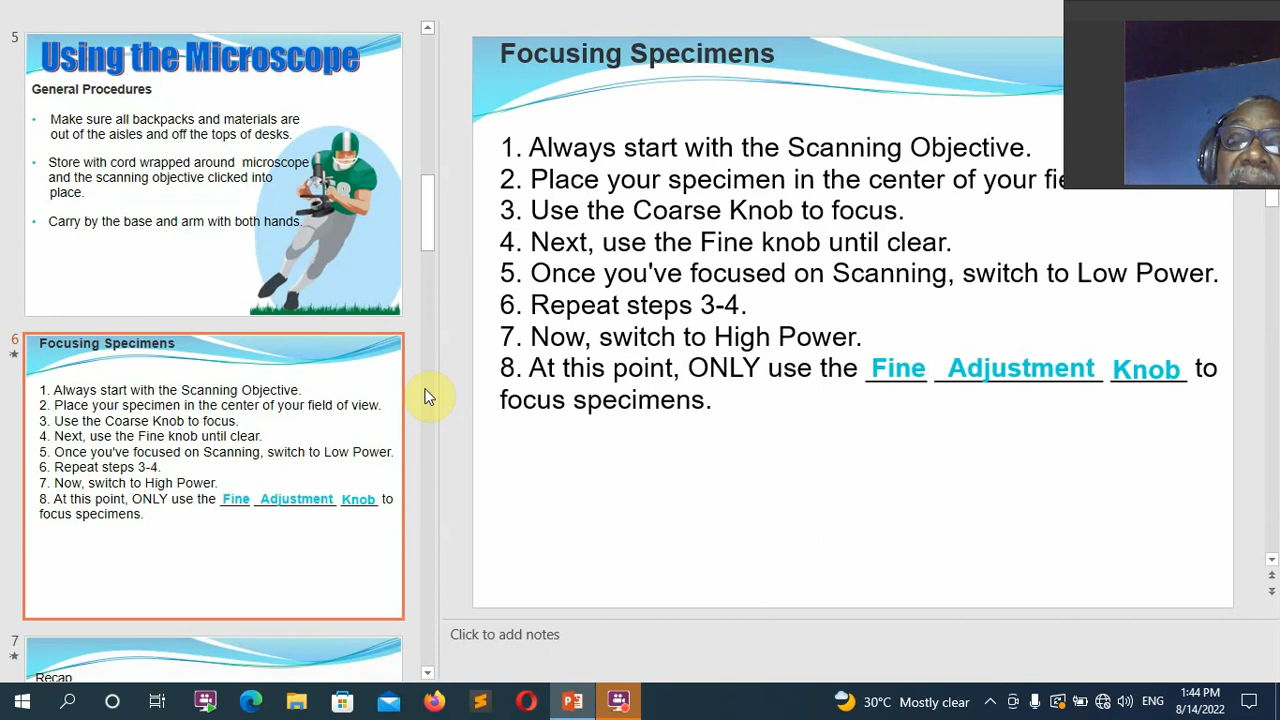 5
Using the Microscope
General Procedures
• Make sure all backpacks and materials are
out of the aisles and off the tops of desks.
• Store with cord wrapped around microscope
and the scanning objective clicked into
place.
• Carry by the base and arm with both hands.
6
Focusing Specimens
1. Always start with the Scanning Objective.
2. Place your specimen in the center of your field of view.
3. Use the Coarse Knob to focus.
4. Next, use the Fine knob until clear.
5. Once you've focused on Scanning, switch to Low Power.
6. Repeat steps 3-4.
7. Now, switch to High Power.
8. At this point, ONLY use the Fine Adjustment Knob to
focus specimens.
7
Recap
Focusing Specimens
1. Always start with the Scanning Objective.
2. Place your specimen in the center of your fie
3. Use the Coarse Knob to focus.
4. Next, use the Fine knob until clear.
5. Once you've focused on Scanning, switch to Low Power.
6. Repeat steps 3-4.
7. Now, switch to High Power.
8. At this point, ONLY use the Fine Adjustment Knob to
focus specimens.
Click to add notes
30°C Mostly clear
ENG
1:44 PM
8/14/2022